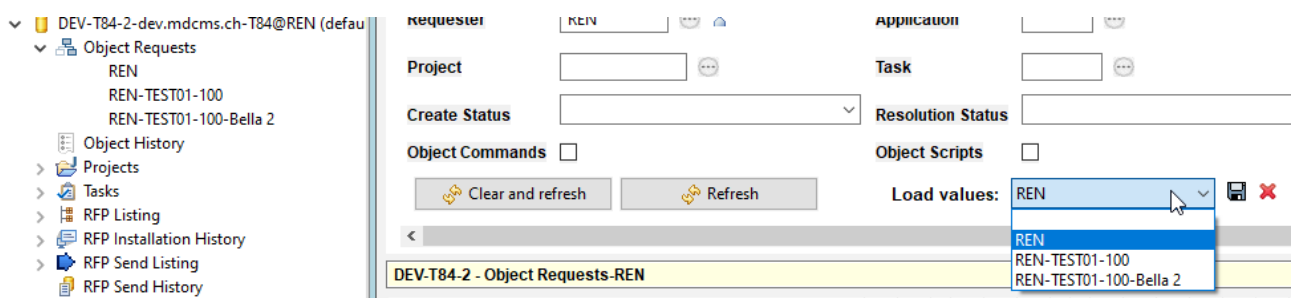 DEV-T84-2-dev.mdcms.ch-T84@REN (defau
Object Requests
REN
REN-TEST01-100
REN-TEST01-100-Bella 2
Object History
Projects
Tasks
RFP Listing
RFP Installation History
RFP Send Listing
RFP Send History
Requester REN Application
Project Task
Create Status Resolution Status
Object Commands Object Scripts
Clear and refresh Refresh Load values: REN
REN
REN-TEST01-100
REN-TEST01-100-Bella 2
DEV-T84-2 - Object Requests-REN